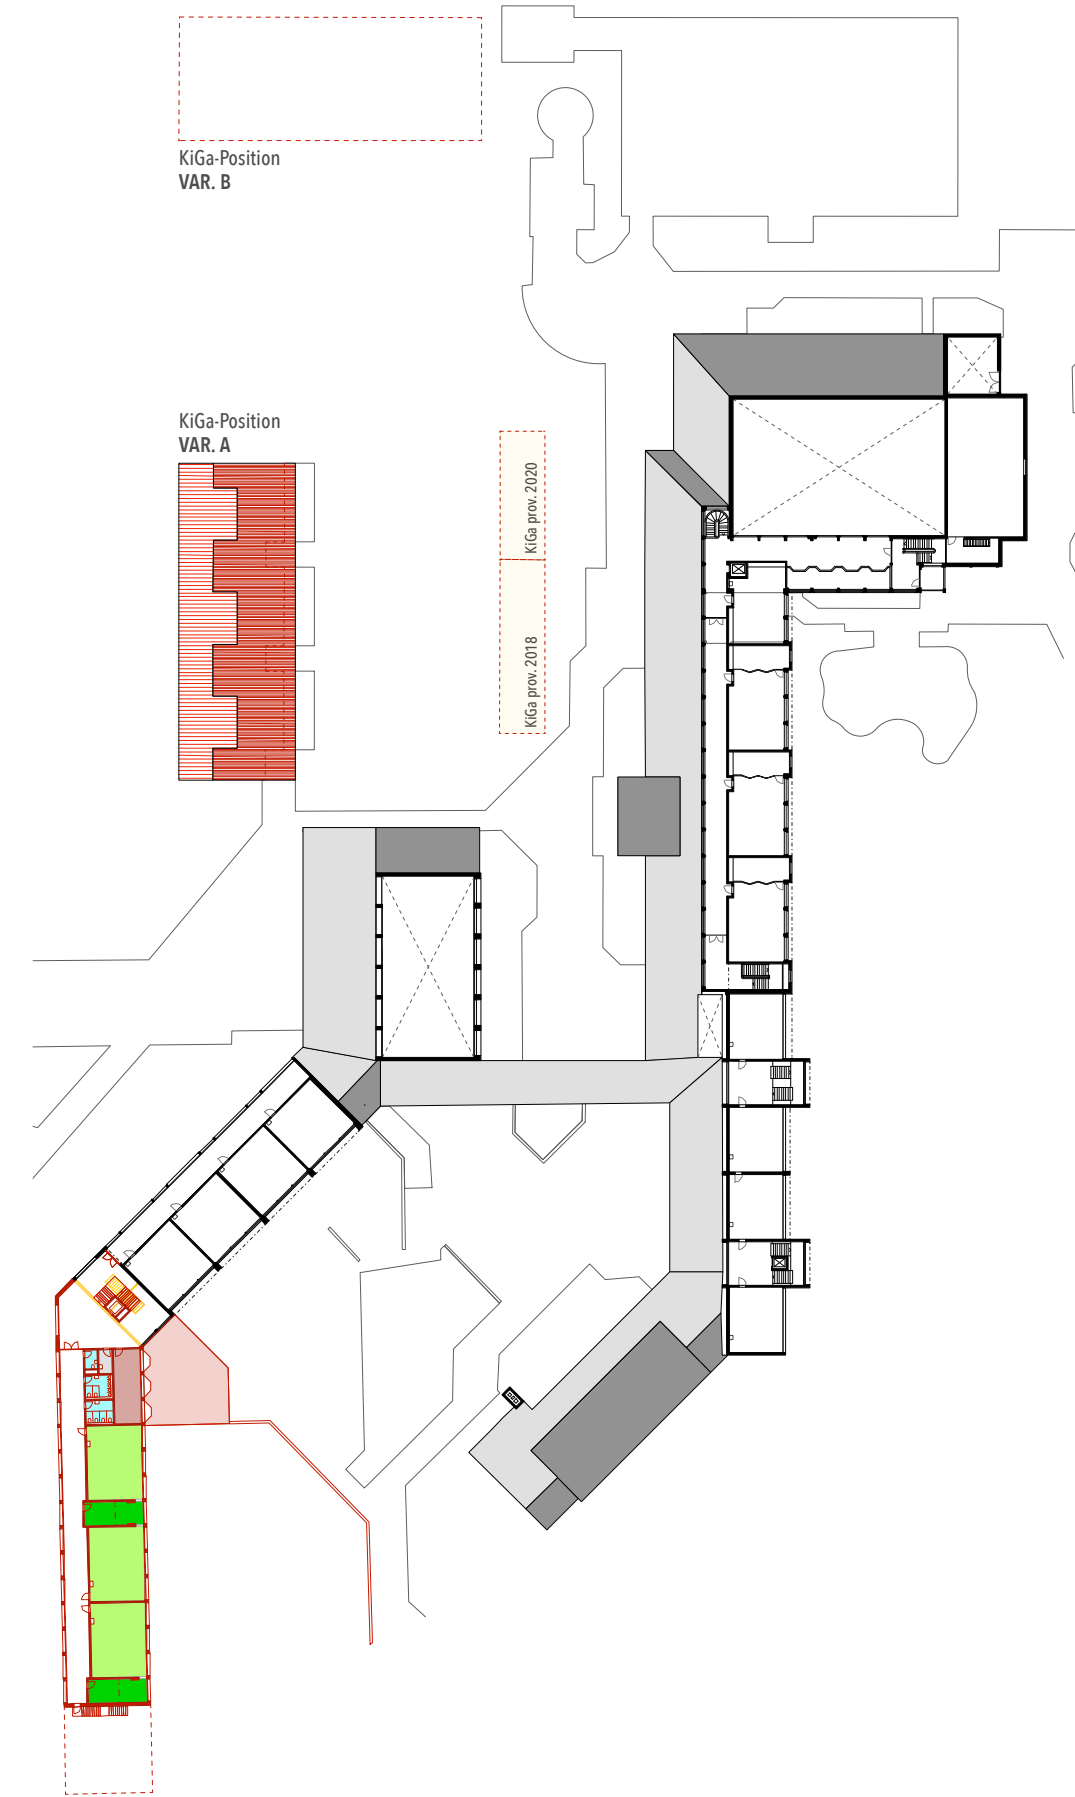 KiGa-Position
VAR. B
KiGa-Position
VAR. A
KiGa prov. 2020
KiGa prov. 2018